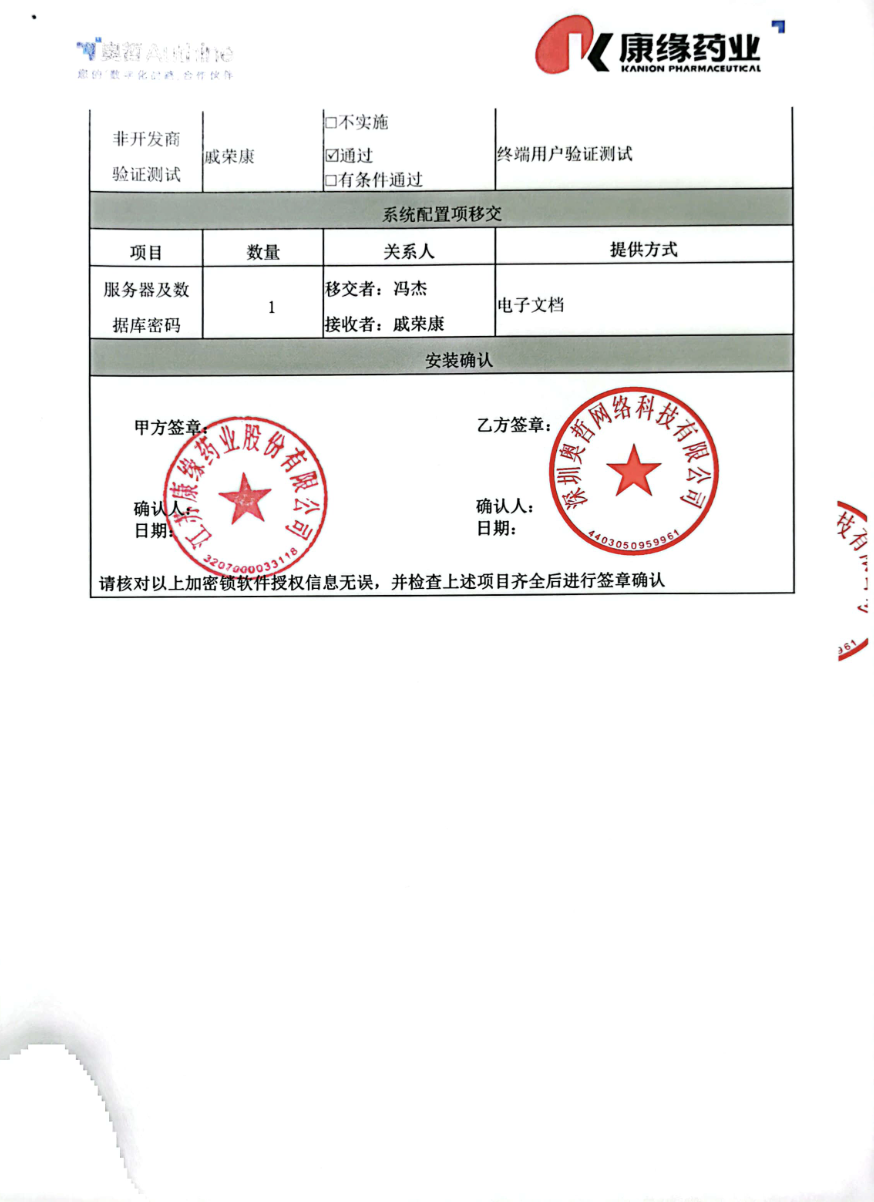 您的数字化
康缘药业
KANION PHARMACEUTICAL
非开发商
验证测试
戚荣康
□不实施
☑通过
□有条件通过
终端用户验证测试
系统配置项移交
项目 数量 关系人 提供方式
服务器及数
据库密码
1
移交者：冯杰
接收者：戚荣康
电子文档
安装确认
甲方签章：
确认人：
日期：
江苏康缘药业股份有限公司
3207000033118
乙方签章：
确认人：
日期：
深圳奥哲网络科技有限公司
4403050959961
请核对以上加密锁软件授权信息无误，并检查上述项目齐全后进行签章确认
技有
961